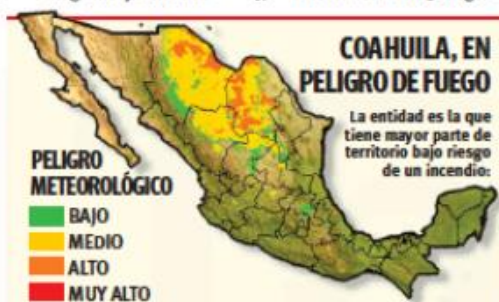 COAHUILA, EN
PELIGRO DE FUEGO
La entidad es la que
tiene mayor parte de
territorio bajo riesgo
de un incendio:
PELIGRO
METEOROLÓGICO
BAJO
MEDIO
ALTO
MUY ALTO